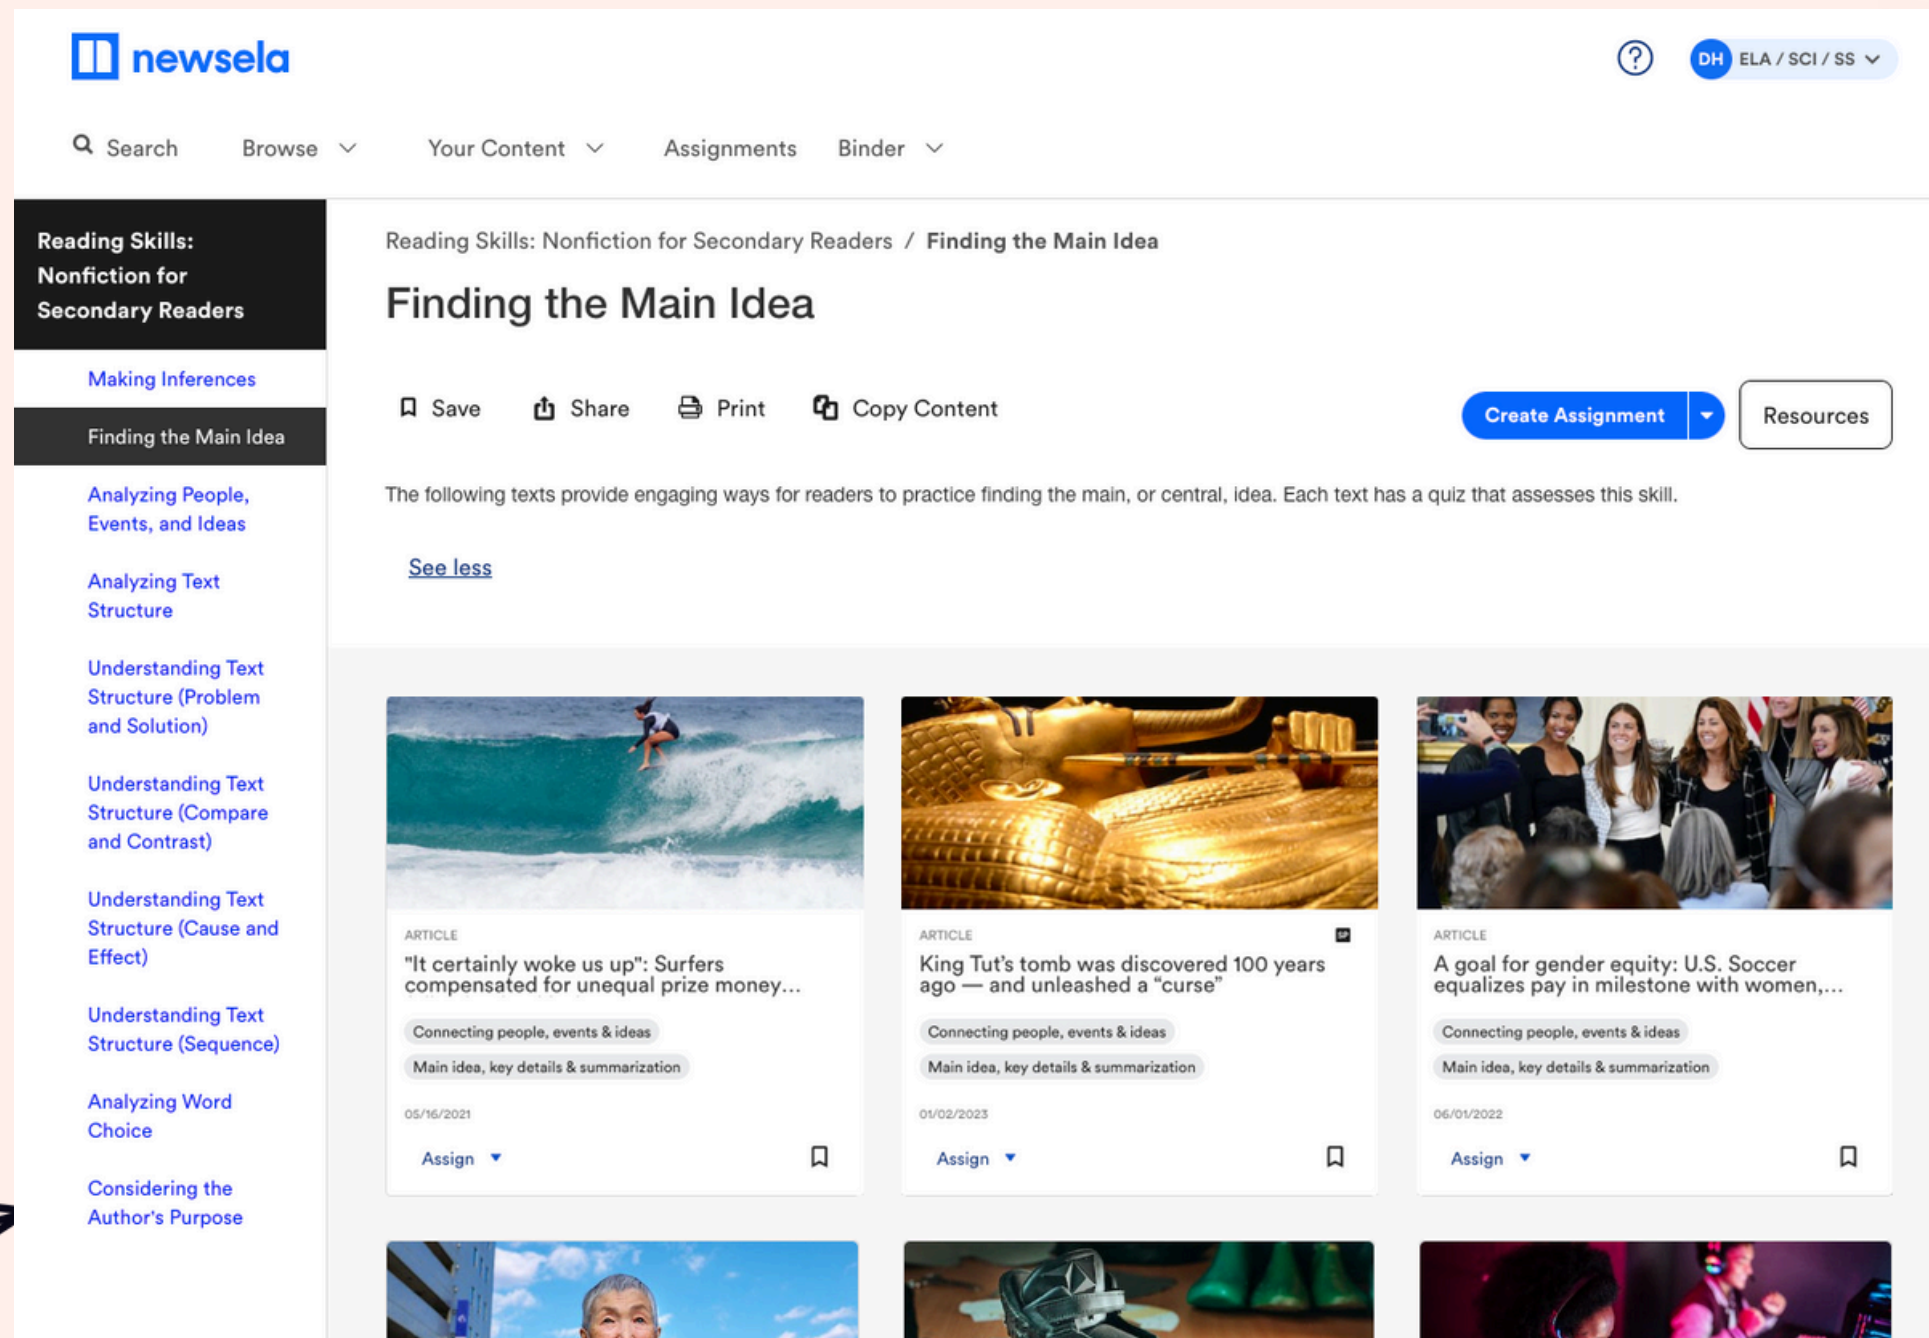 newsela
DH ELA / SCI / SS
Search Browse Your Content Assignments Binder
Reading Skills:
Nonfiction for
Secondary Readers
Making Inferences
Finding the Main Idea
Analyzing People,
Events, and Ideas
Analyzing Text
Structure
Understanding Text
Structure (Problem
and Solution)
Understanding Text
Structure (Compare
and Contrast)
Understanding Text
Structure (Cause and
Effect)
Understanding Text
Structure (Sequence)
Analyzing Word
Choice
Considering the
Author's Purpose
Reading Skills: Nonfiction for Secondary Readers / Finding the Main Idea
Finding the Main Idea
Save Share Print Copy Content
Create Assignment Resources
The following texts provide engaging ways for readers to practice finding the main, or central, idea. Each text has a quiz that assesses this skill.
See less
ARTICLE
"It certainly woke us up": Surfers
compensated for unequal prize money...
Connecting people, events & ideas
Main idea, key details & summarization
05/16/2021
Assign
ARTICLE SP
King Tut's tomb was discovered 100 years
ago — and unleashed a “curse”
Connecting people, events & ideas
Main idea, key details & summarization
01/02/2023
Assign
ARTICLE
A goal for gender equity: U.S. Soccer
equalizes pay in milestone with women,...
Connecting people, events & ideas
Main idea, key details & summarization
06/01/2022
Assign